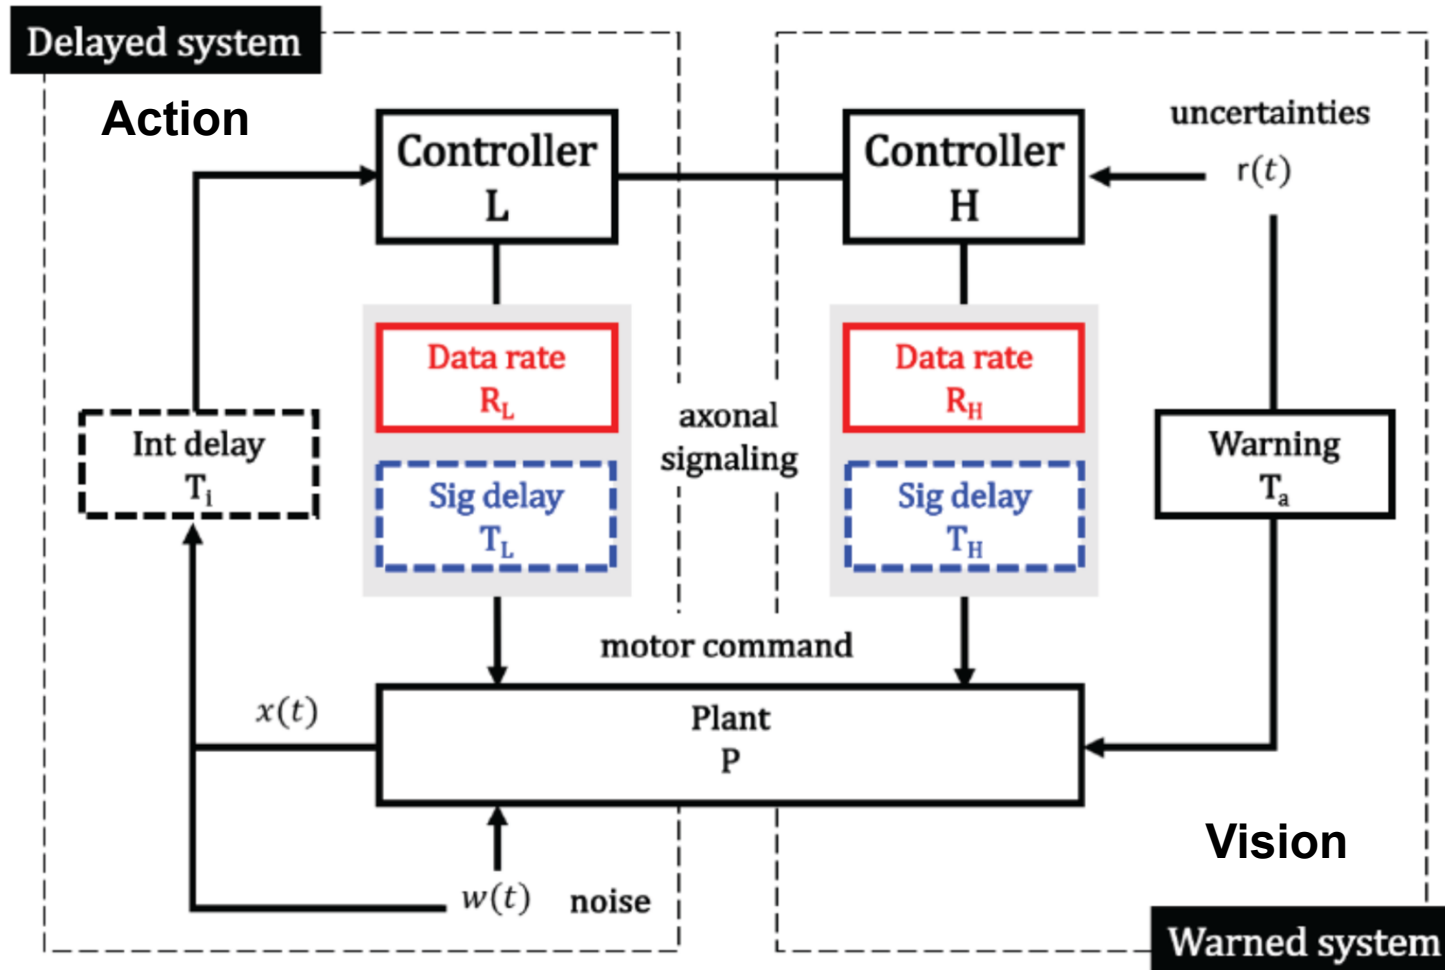 Delayed system
Action
Controller
L
Controller
H
uncertainties
r(t)
Data rate
R_L
Data rate
R_H
axonal
signaling
Int delay
T_i
Sig delay
T_L
Sig delay
T_H
Warning
T_a
motor command
x(t)
Plant
P
Vision
w(t) noise
Warned system